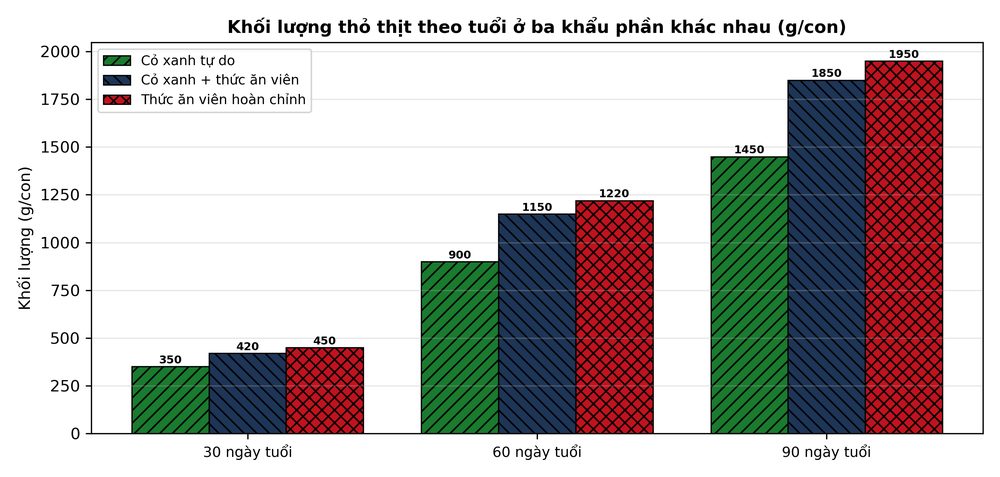 Khối lượng thỏ thịt theo tuổi ở ba khẩu phần khác nhau (g/con)
Khối lượng (g/con)
2000
1750
1500
1250
1000
750
500
250
0
Cỏ xanh tự do
Cỏ xanh + thức ăn viên
Thức ăn viên hoàn chỉnh
350
420
450
900
1150
1220
1450
1850
1950
30 ngày tuổi
60 ngày tuổi
90 ngày tuổi